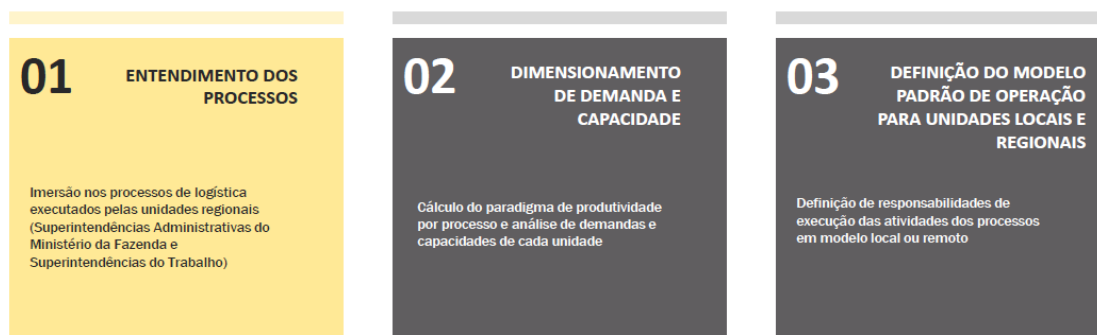 01
ENTENDIMENTO DOS
PROCESSOS
Imersão nos processos de logística
executados pelas unidades regionais
(Superintendências Administrativas do
Ministério da Fazenda e
Superintendências do Trabalho)
02
DIMENSIONAMENTO
DE DEMANDA E
CAPACIDADE
Cálculo do paradigma de produtividade
por processo e análise de demandas e
capacidades de cada unidade
03
DEFINIÇÃO DO MODELO
PADRÃO DE OPERAÇÃO
PARA UNIDADES LOCAIS E
REGIONAIS
Definição de responsabilidades de
execução das atividades dos processos
em modelo local ou remoto